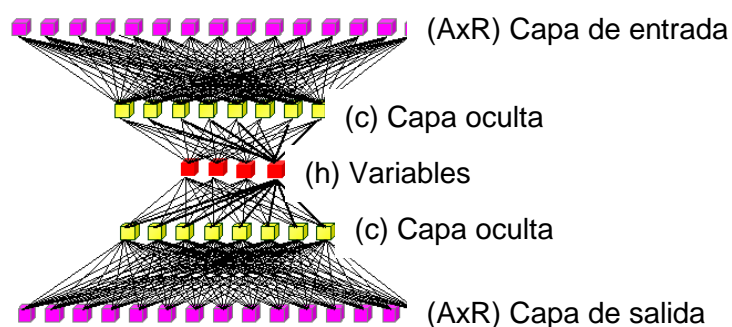 (AxR) Capa de entrada
(c) Capa oculta
(h) Variables
(c) Capa oculta
(AxR) Capa de salida